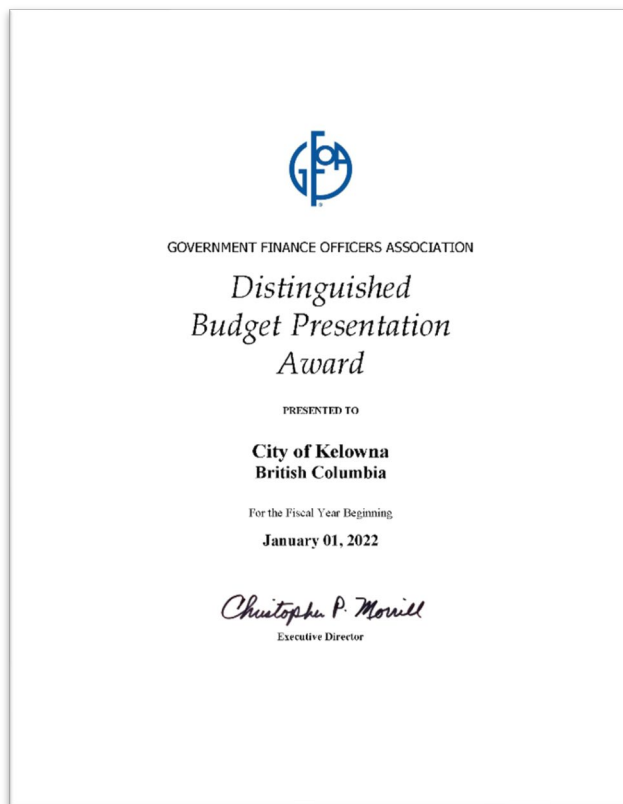 GFOA
GOVERNMENT FINANCE OFFICERS ASSOCIATION
Distinguished
Budget Presentation
Award
PRESENTED TO
City of Kelowna
British Columbia
For the Fiscal Year Beginning
January 01, 2022
Christopher P. Morrill
Executive Director